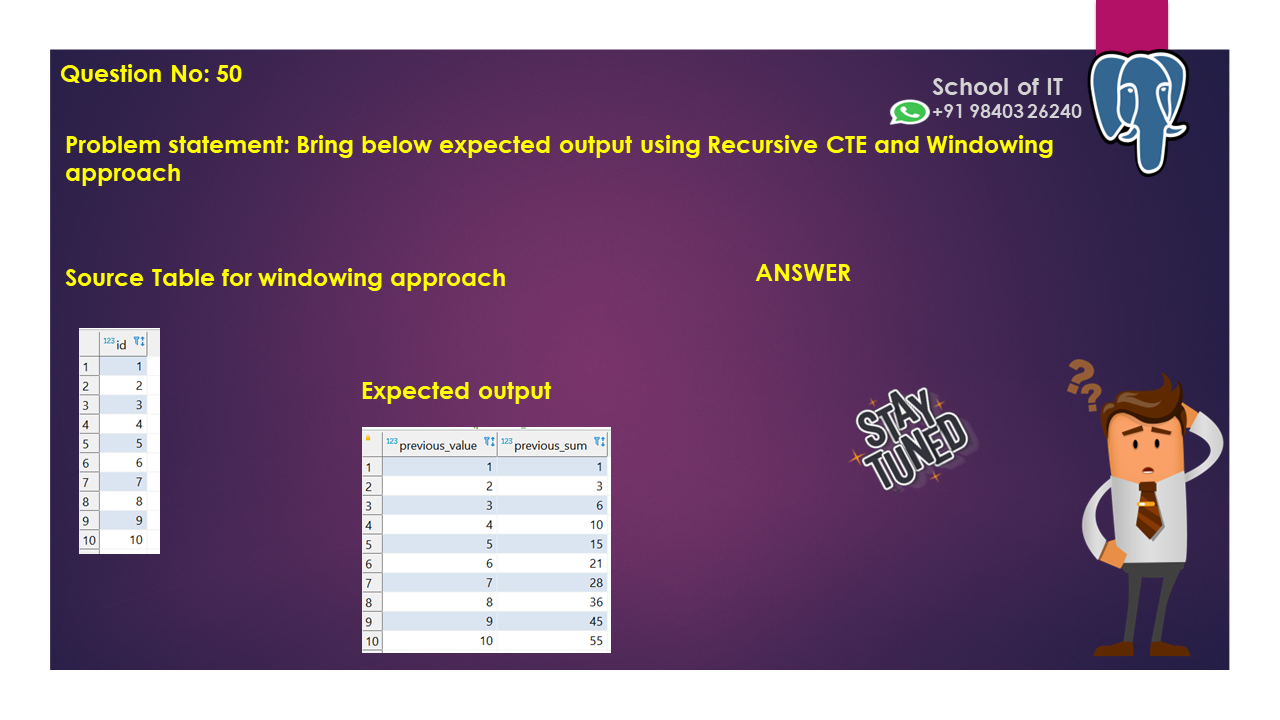 Question No: 50
School of IT
+91 98403 26240
Problem statement: Bring below expected output using Recursive CTE and Windowing
approach
Source Table for windowing approach
ANSWER
123 id
1 1
2 2
3 3
4 4
5 5
6 6
7 7
8 8
9 9
10 10
Expected output
123 previous_value 123 previous_sum
1 1 1
2 2 3
3 3 6
4 4 10
5 5 15
6 6 21
7 7 28
8 8 36
9 9 45
10 10 55
STAY
TUNED
? ?